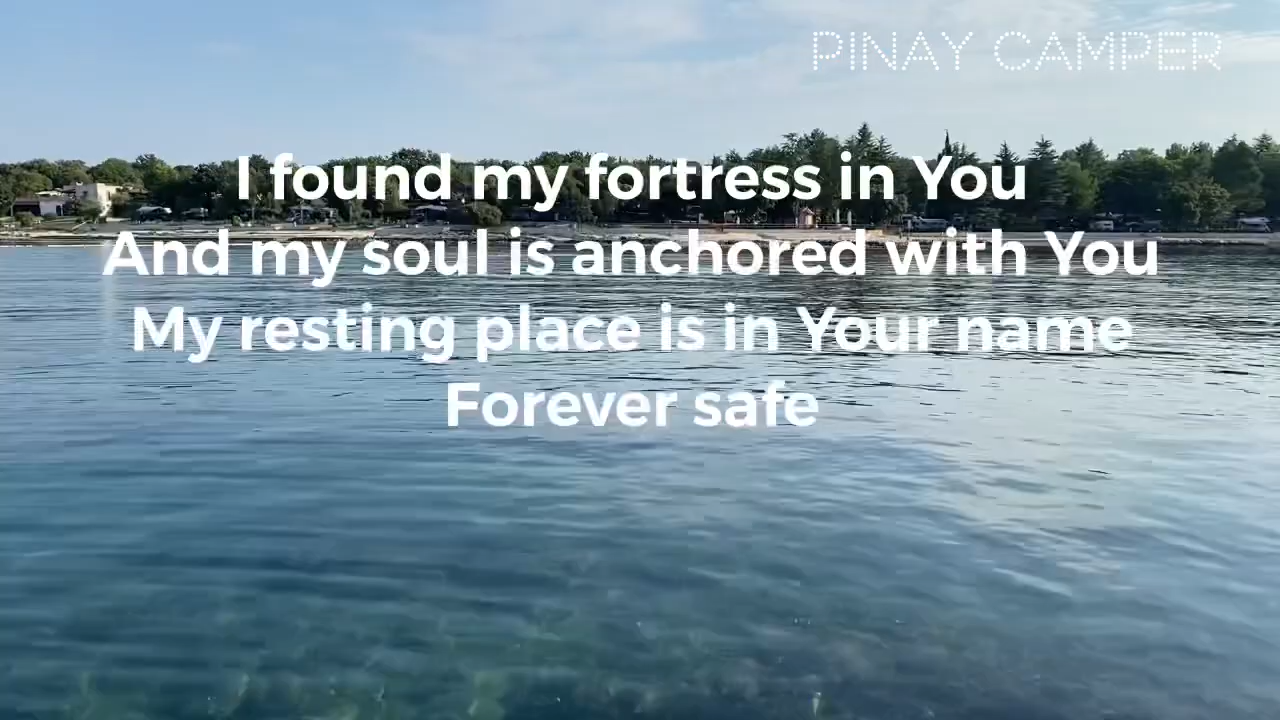 PINAY CAMPER
I found my fortress in You
And my soul is anchored with You
My resting place is in Your name
Forever safe